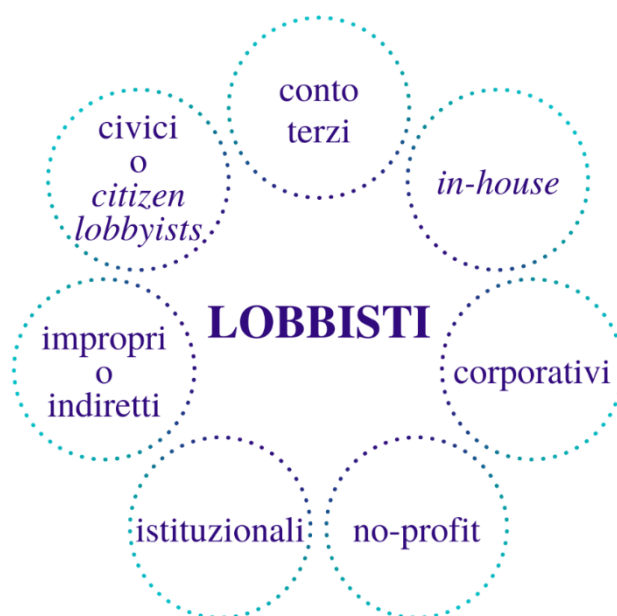 conto
terzi
in-house
corporativi
no-profit
istituzionali
impropri
o
indiretti
civici
o
citizen
lobbyists
LOBBISTI